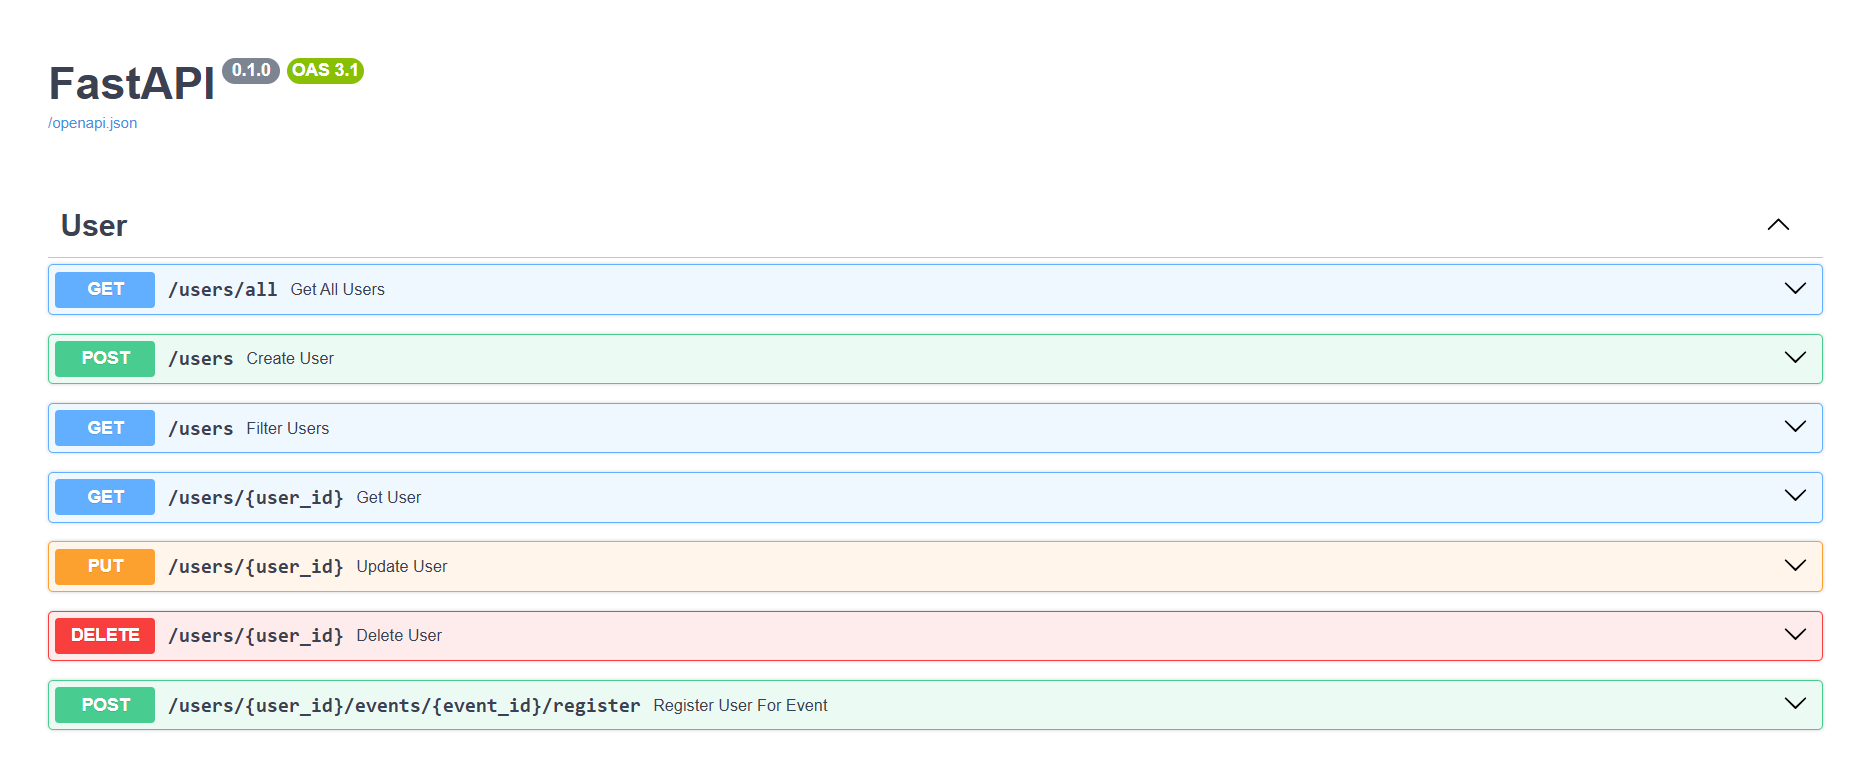 FastAPI 0.1.0 OAS 3.1
/openapi.json
User
GET /users/all Get All Users
POST /users Create User
GET /users Filter Users
GET /users/{user_id} Get User
PUT /users/{user_id} Update User
DELETE /users/{user_id} Delete User
POST /users/{user_id}/events/{event_id}/register Register User For Event